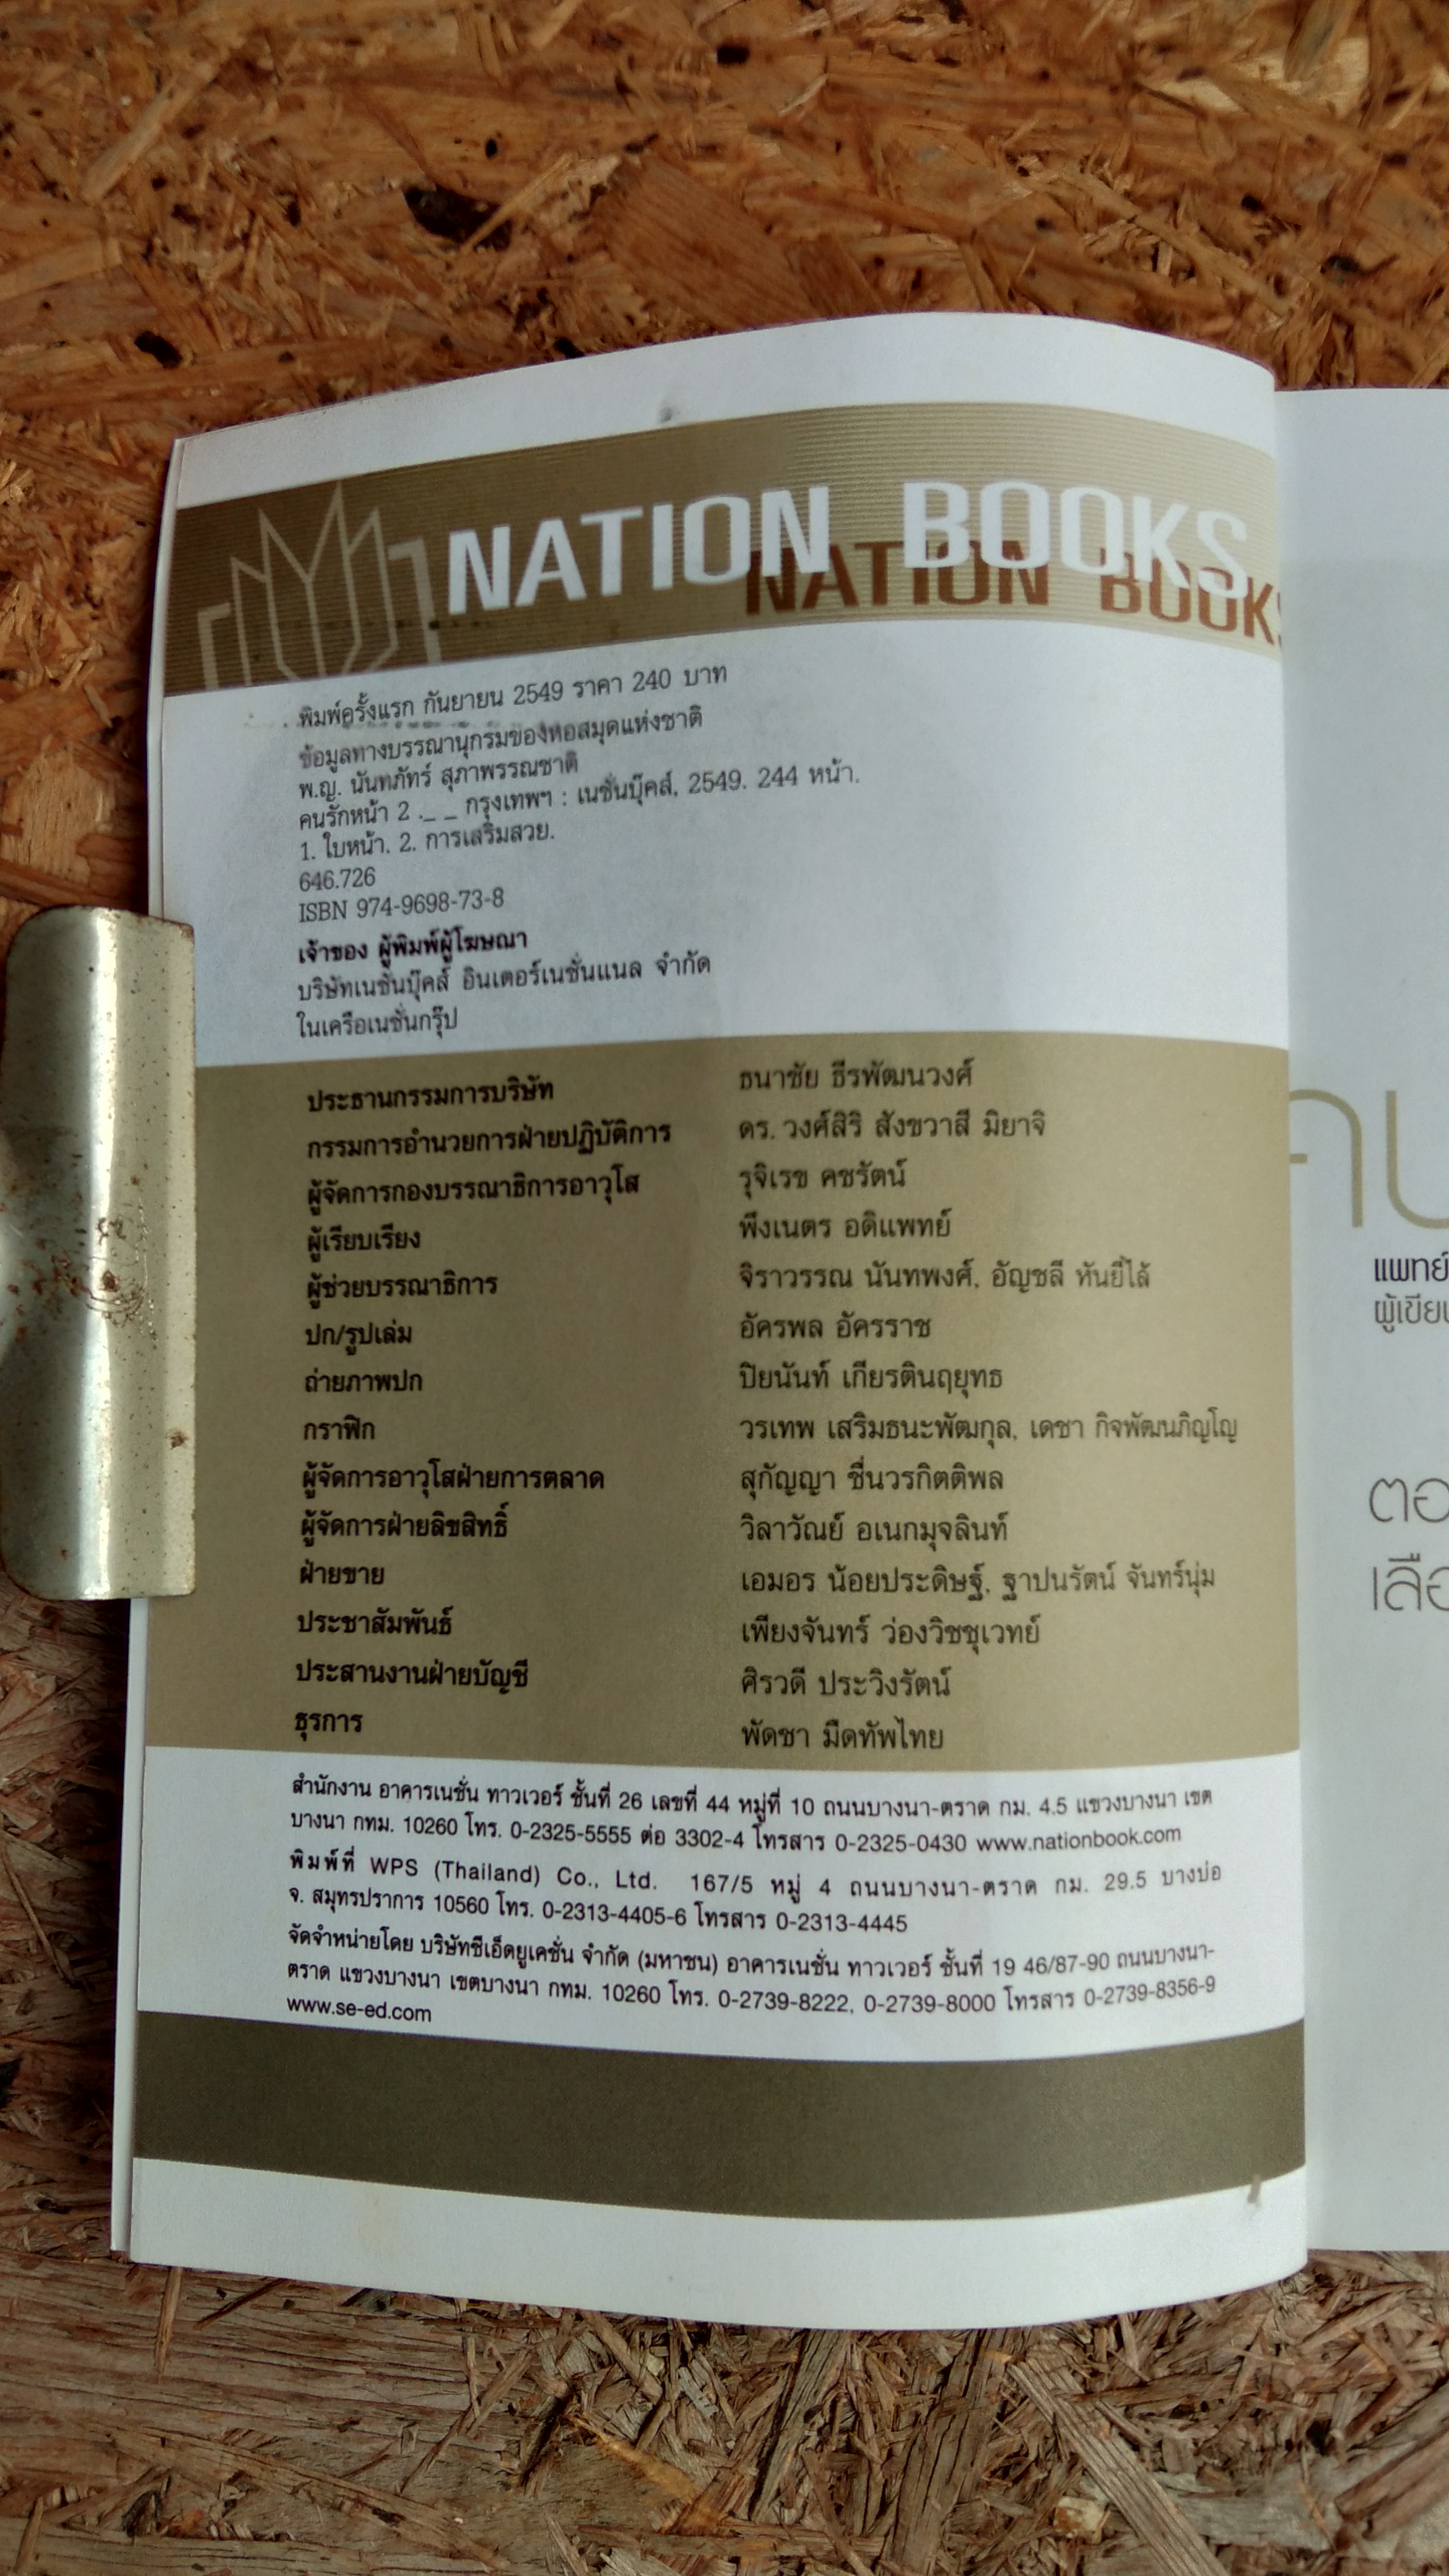 NATION BOOKS
NATION BOOKS
พิมพ์ครั้งแรก กันยายน 2549 ราคา 240 บาท
ข้อมูลทางบรรณานุกรมของหอสมุดแห่งชาติ
พ.ญ. นันทภัทร์ สุภาพรรณชาติ
คนรักหน้า 2 ._ _ กรุงเทพฯ : เนชั่นบุ๊คส์, 2549. 244 หน้า.
1. ใบหน้า. 2. การเสริมสวย.
646.726
ISBN 974-9698-73-8
เจ้าของ ผู้พิมพ์ผู้โฆษณา
บริษัทเนชั่นบุ๊คส์ อินเตอร์เนชั่นแนล จำกัด
ในเครือเนชั่นกรุ๊ป
ประธานกรรมการบริษัท ธนาชัย ธีรพัฒนวงศ์
กรรมการอำนวยการฝ่ายปฏิบัติการ ดร. วงศ์สิริ สังขวาสี มิยาจิ
ผู้จัดการกองบรรณาธิการอาวุโส รุจิเรข คชรัตน์
ผู้เรียบเรียง พึงเนตร อติแพทย์
ผู้ช่วยบรรณาธิการ จิราวรรณ นันทพงศ์, อัญชลี หันยี่ไล้
ปก/รูปเล่ม อัครพล อัครราช
ถ่ายภาพปก ปิยนันท์ เกียรตินฤยุทธ
กราฟิก วรเทพ เสริมธนะพัฒกุล, เดชา กิจพัฒนภิญโญ
ผู้จัดการอาวุโสฝ่ายการตลาด สุกัญญา ชื่นวรกิตติพล
ผู้จัดการฝ่ายลิขสิทธิ์ วิลาวัณย์ อเนกมุจลินท์
ฝ่ายขาย เอมอร น้อยประดิษฐ์, ฐาปนรัตน์ จันทร์นุ่ม
ประชาสัมพันธ์ เพียงจันทร์ ว่องวิชชุเวทย์
ประสานงานฝ่ายบัญชี ศิรวดี ประวิงรัตน์
ธุรการ พัดชา มืดทัพไทย
สำนักงาน อาคารเนชั่น ทาวเวอร์ ชั้นที่ 26 เลขที่ 44 หมู่ที่ 10 ถนนบางนา-ตราด กม. 4.5 แขวงบางนา เขต
บางนา กทม. 10260 โทร. 0-2325-5555 ต่อ 3302-4 โทรสาร 0-2325-0430 www.nationbook.com
พิมพ์ที่ WPS (Thailand) Co., Ltd. 167/5 หมู่ 4 ถนนบางนา-ตราด กม. 29.5 บางบ่อ
จ. สมุทรปราการ 10560 โทร. 0-2313-4405-6 โทรสาร 0-2313-4445
จัดจำหน่ายโดย บริษัทซีเอ็ดยูเคชั่น จำกัด (มหาชน) อาคารเนชั่น ทาวเวอร์ ชั้นที่ 19 46/87-90 ถนนบางนา-
ตราด แขวงบางนา เขตบางนา กทม. 10260 โทร. 0-2739-8222, 0-2739-8000 โทรสาร 0-2739-8356-9
www.se-ed.com